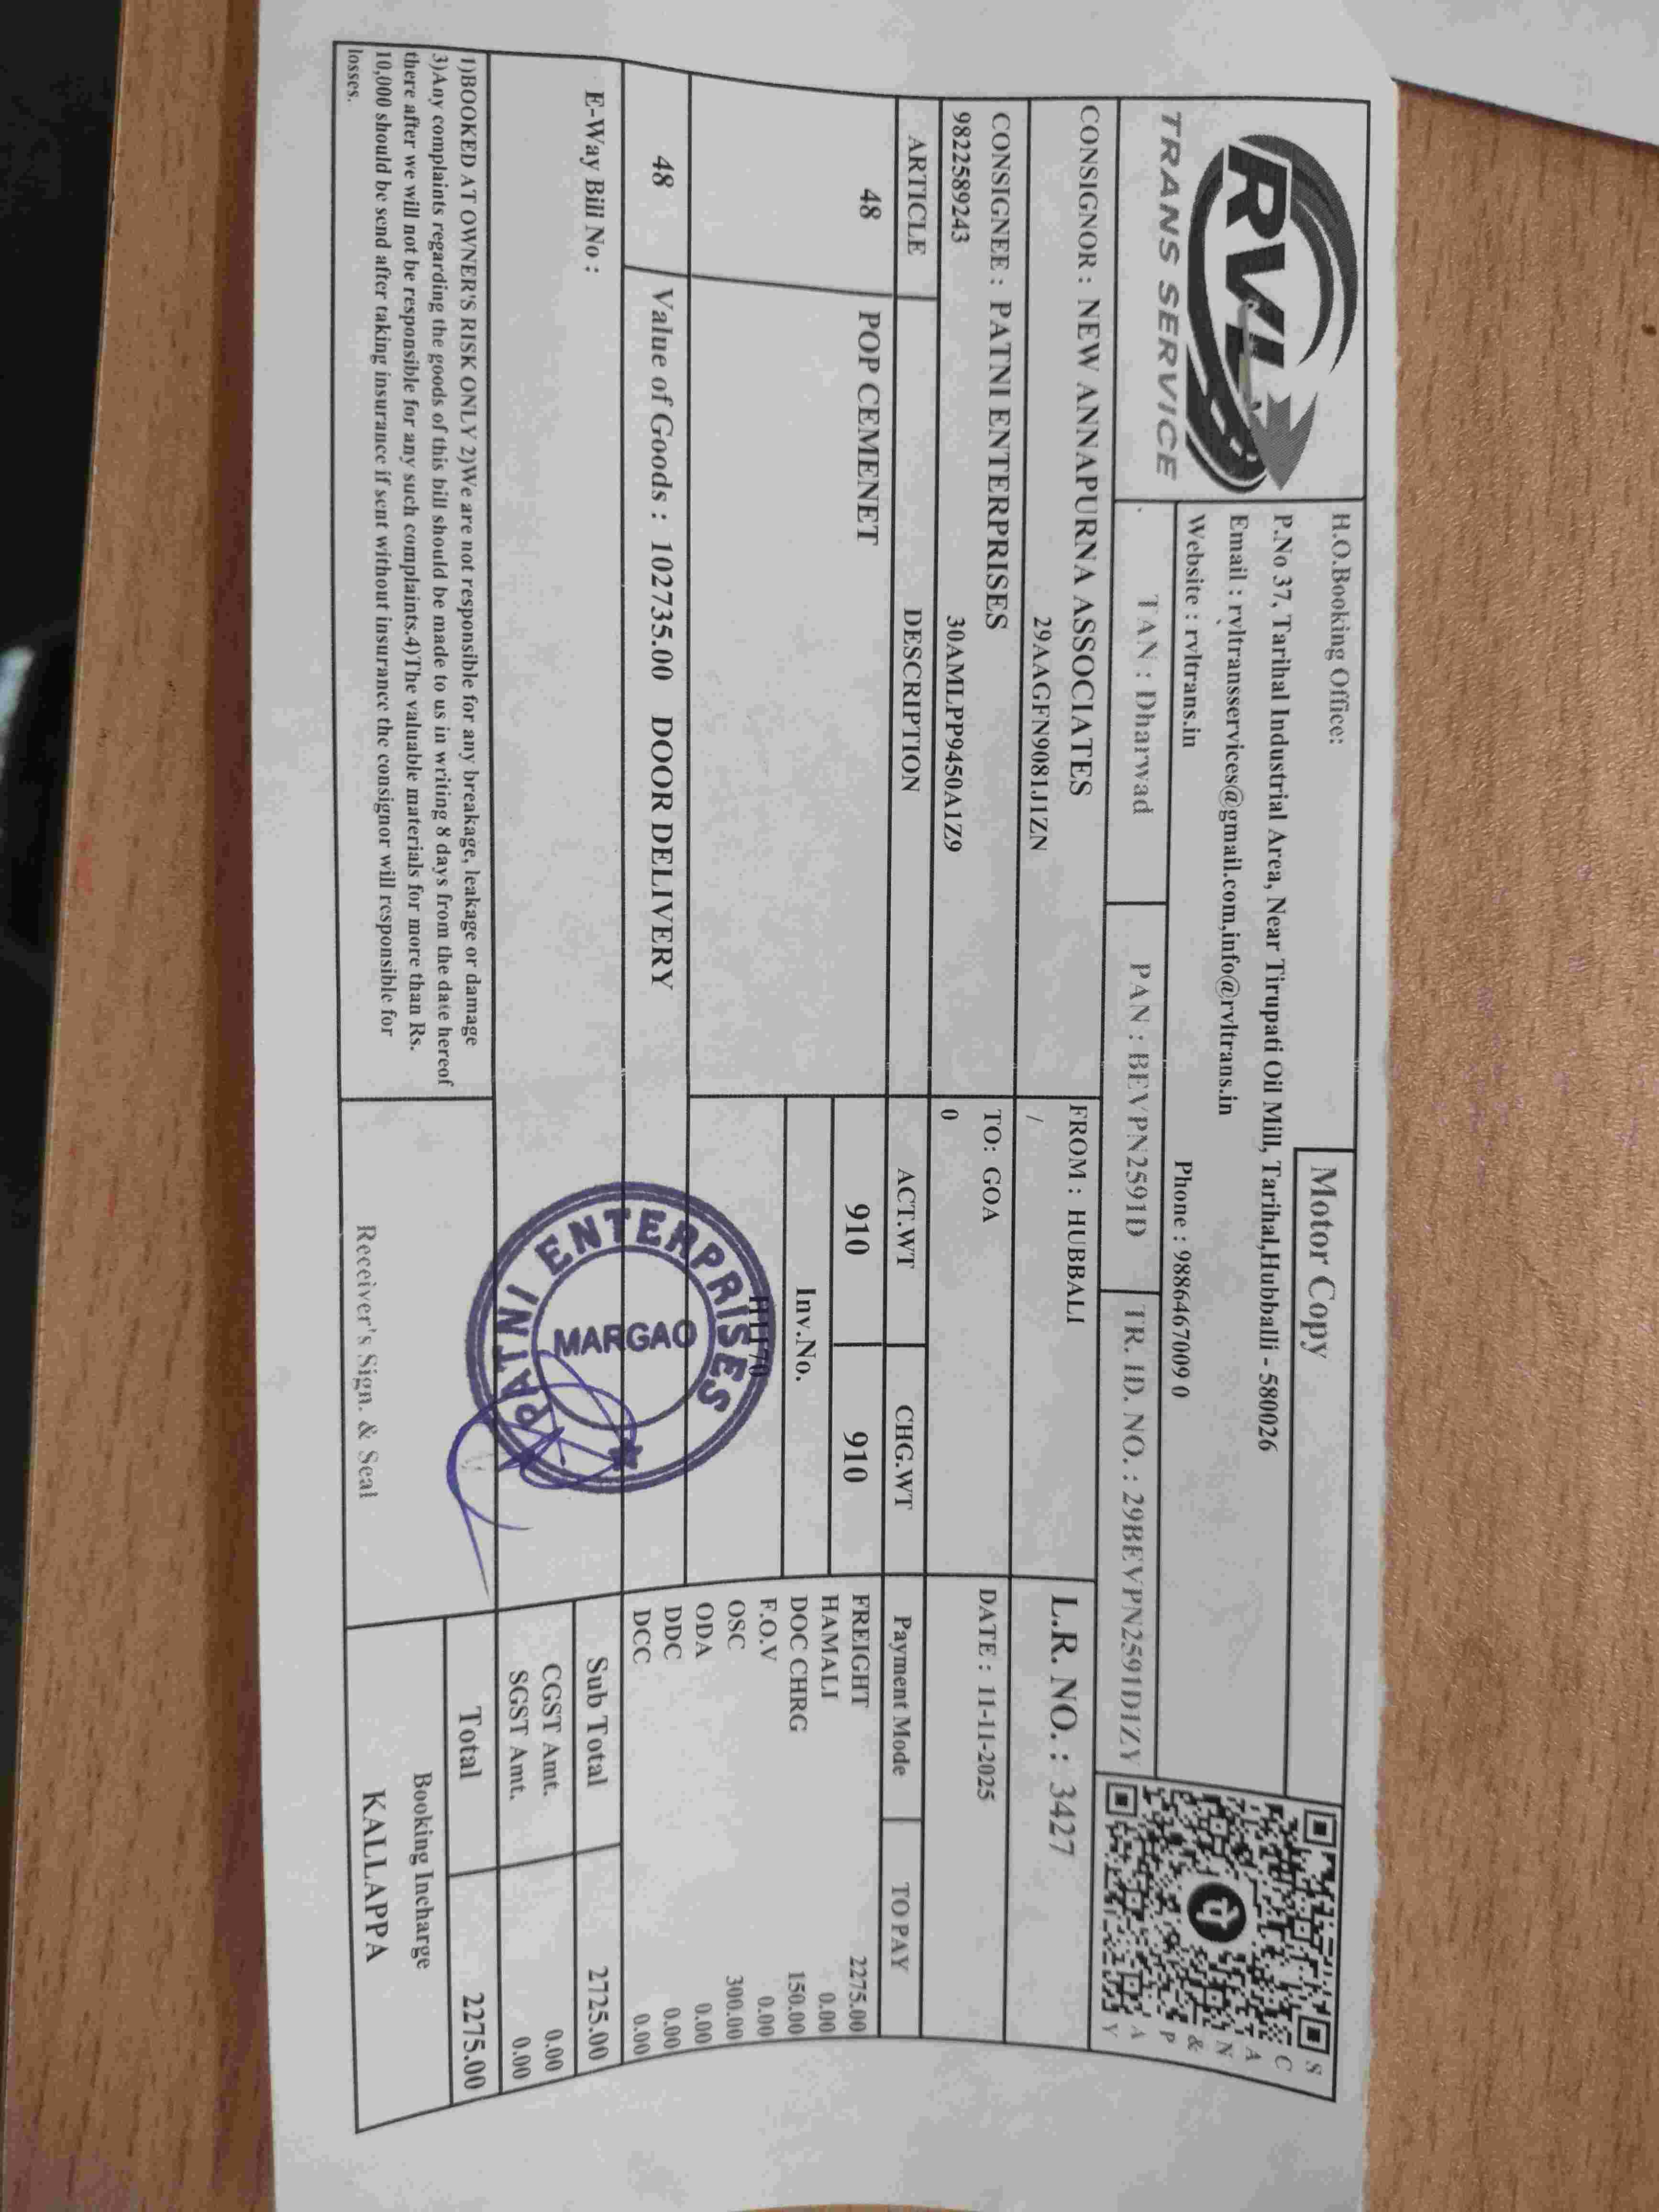 RVL
TRANS SERVICE
H.O.Booking Office:
Motor Copy
P.No 37, Tarihal Industrial Area, Near Tirupati Oil Mill, Tarihal,Hubballi - 580026
Email : rvltransservices@gmail.com,info@rvltrans.in
Website : rvltrans.in
Phone : 9886467009 0
SCAN & PAY
TAN : Dharwad
PAN : BEVPN2591D
TR. ID. NO. : 29BEVPN2591D1ZY
CONSIGNOR : NEW ANNAPURNA ASSOCIATES
29AAGFN9081J1ZN
FROM : HUBBALI
/
L.R. NO. : 3427
CONSIGNEE : PATNI ENTERPRISES
9822589243 30AMLPP9450A1Z9
TO: GOA
0
DATE : 11-11-2025
ARTICLE DESCRIPTION ACT.WT CHG.WT Payment Mode TO PAY
48 POP CEMENET 910 910
Inv.No.
FREIGHT 2275.00
HAMALI 0.00
DOC CHRG 150.00
F.O.V 0.00
OSC 300.00
ODA 0.00
DDC 0.00
DCC 0.00
48 Value of Goods : 102735.00 DOOR DELIVERY
E-Way Bill No :
PATNI ENTERPRISES
MARGAO
Sub Total 2725.00
CGST Amt. 0.00
SGST Amt. 0.00
Total 2275.00
1)BOOKED AT OWNER'S RISK ONLY 2)We are not responsible for any breakage, leakage or damage
3)Any complaints regarding the goods of this bill should be made to us in writing 8 days from the date hereof
there after we will not be responsible for any such complaints.4)The valuable materials for more than Rs.
10,000 should be send after taking insurance if sent without insurance the consignor will responsible for
losses.
Receiver's Sign. & Seal
Booking Incharge
KALLAPPA